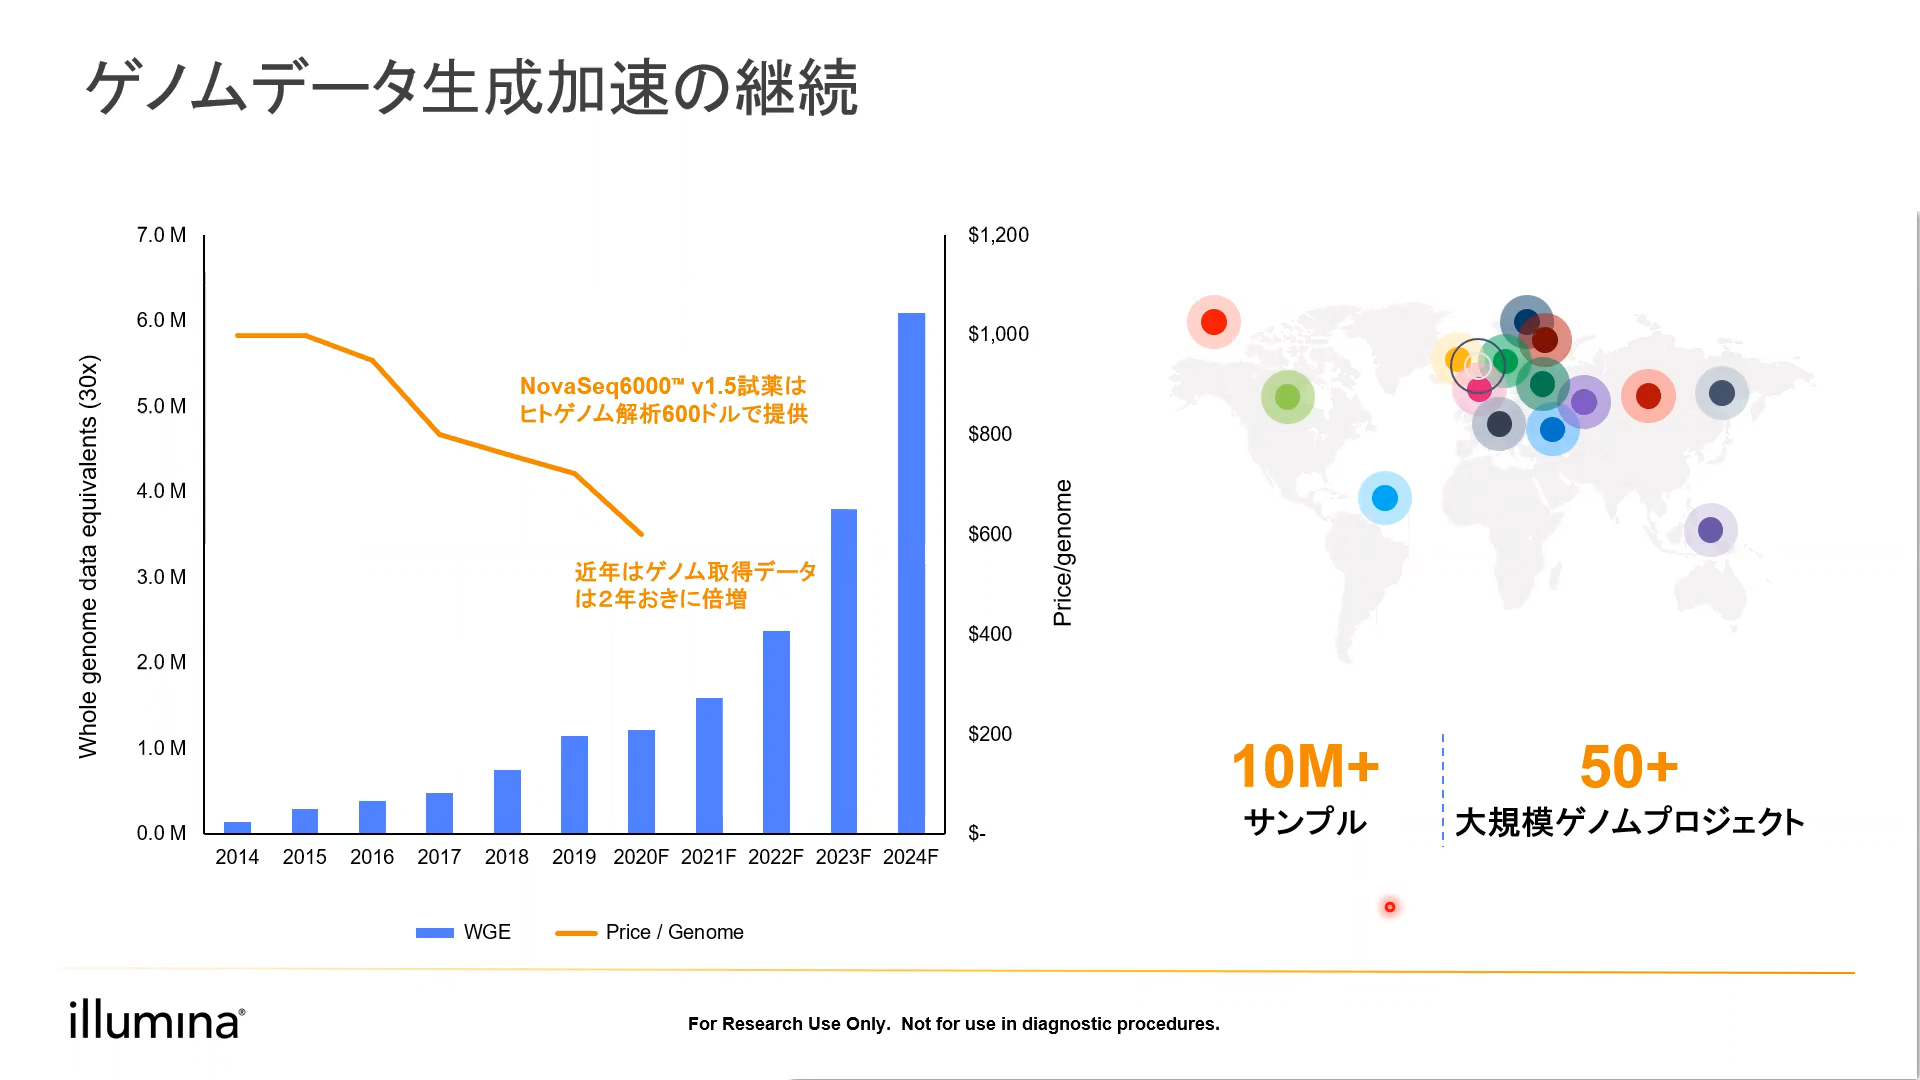 ゲノムデータ生成加速の継続
Whole genome data equivalents (30x)
7.0 M
6.0 M
5.0 M
4.0 M
3.0 M
2.0 M
1.0 M
0.0 M
NovaSeq6000™ v1.5試薬は
ヒトゲノム解析600ドルで提供
近年はゲノム取得データ
は2年おきに倍増
$1,200
$1,000
$800
$600
$400
$200
$-
Price/genome
2014 2015 2016 2017 2018 2019 2020F 2021F 2022F 2023F 2024F
WGE Price / Genome
10M+
サンプル
50+
大規模ゲノムプロジェクト
illumina®
For Research Use Only. Not for use in diagnostic procedures.